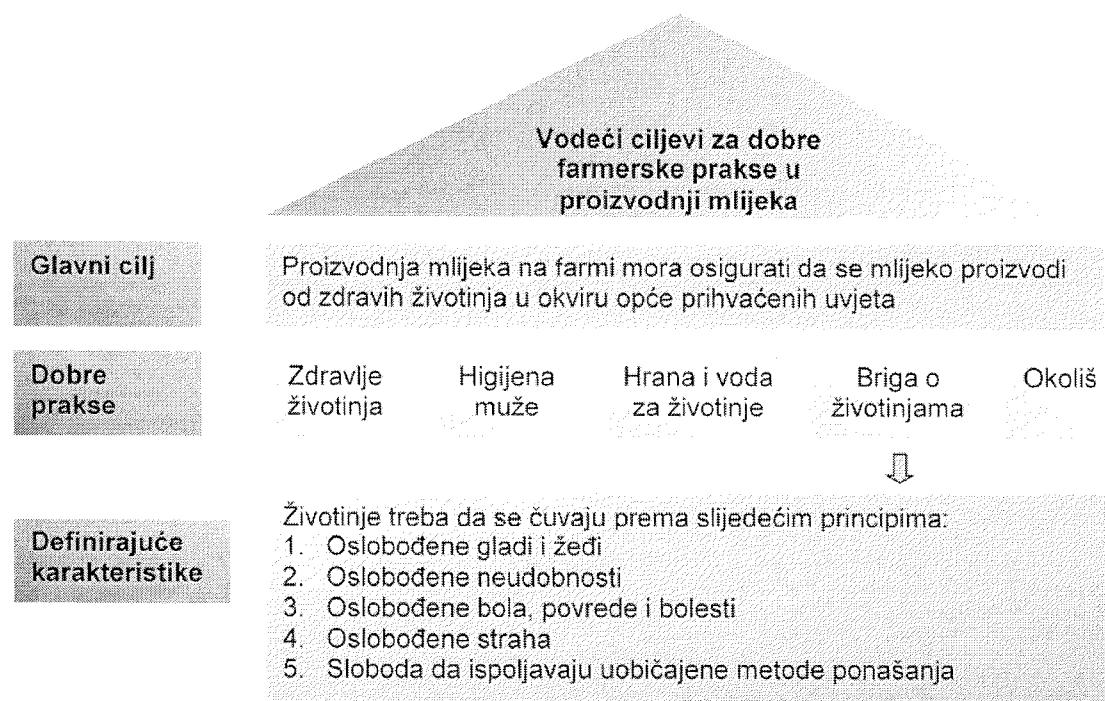 Vodeći ciljevi za dobre
farmerske prakse u
proizvodnji mlijeka
Glavni cilj
Proizvodnja mlijeka na farmi mora osigurati da se mlijeko proizvodi
od zdravih životinja u okviru opće prihvaćenih uvjeta
Dobre
prakse
Zdravlje
životinja
Higijena
muže
Hrana i voda
za životinje
Briga o
životinjama
Okoliš
Definirajuće
karakteristike
Životinje treba da se čuvaju prema slijedećim principima:
1. Oslobođene gladi i žeđi
2. Oslobođene neudobnosti
3. Oslobođene bola, povrede i bolesti
4. Oslobođene straha
5. Sloboda da ispoljavaju uobičajene metode ponašanja